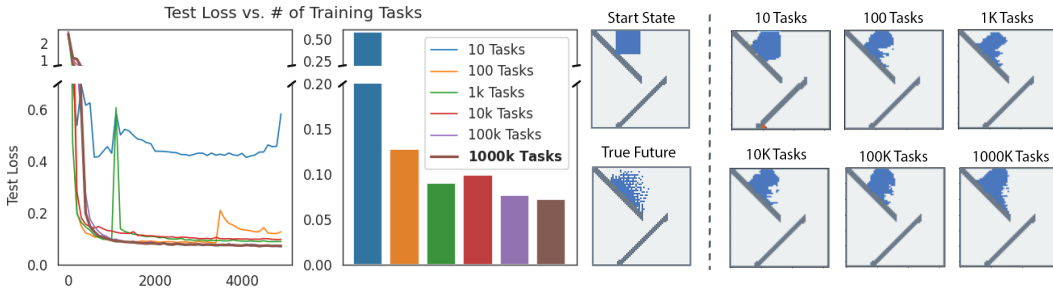 Test Loss vs. # of Training Tasks
2
1
0.6
0.4
0.2
0.0
Test Loss
0
2000
4000
0.50
0.25
0.20
0.15
0.10
0.05
0.00
10 Tasks
100 Tasks
1k Tasks
10k Tasks
100k Tasks
1000k Tasks
Start State
True Future
10 Tasks
100 Tasks
1K Tasks
10K Tasks
100K Tasks
1000K Tasks